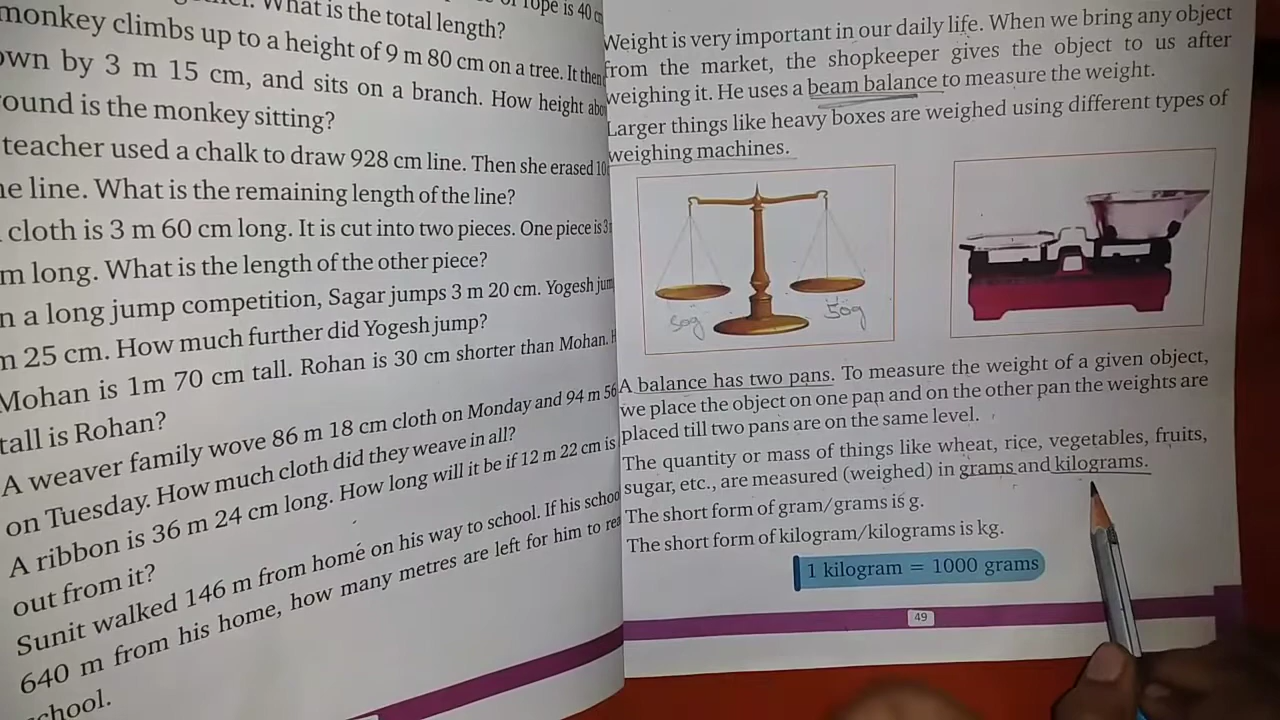 rope is 40 c
What is the total length?
monkey climbs up to a height of 9 m 80 cm on a tree. It then
own by 3 m 15 cm, and sits on a branch. How height abo
ound is the monkey sitting?
teacher used a chalk to draw 928 cm line. Then she erased 10
e line. What is the remaining length of the line?
cloth is 3 m 60 cm long. It is cut into two pieces. One piece is 3
m long. What is the length of the other piece?
n a long jump competition, Sagar jumps 3 m 20 cm. Yogesh jum
m 25 cm. How much further did Yogesh jump?
Mohan is 1m 70 cm tall. Rohan is 30 cm shorter than Mohan. H
tall is Rohan?
A weaver family wove 86 m 18 cm cloth on Monday and 94 m 56
on Tuesday. How much cloth did they weave in all?
A ribbon is 36 m 24 cm long. How long will it be if 12 m 22 cm is
out from it?
Sunit walked 146 m from home on his way to school. If his schoo
640 m from his home, how many metres are left for him to rea
chool.
Weight is very important in our daily life. When we bring any object
from the market, the shopkeeper gives the object to us after
weighing it. He uses a beam balance to measure the weight.
Larger things like heavy boxes are weighed using different types of
weighing machines.
50g 50g
A balance has two pans. To measure the weight of a given object,
we place the object on one pan and on the other pan the weights are
placed till two pans are on the same level.
The quantity or mass of things like wheat, rice, vegetables, fruits,
sugar, etc., are measured (weighed) in grams and kilograms.
The short form of gram/grams is g.
The short form of kilogram/kilograms is kg.
1 kilogram = 1000 grams
49